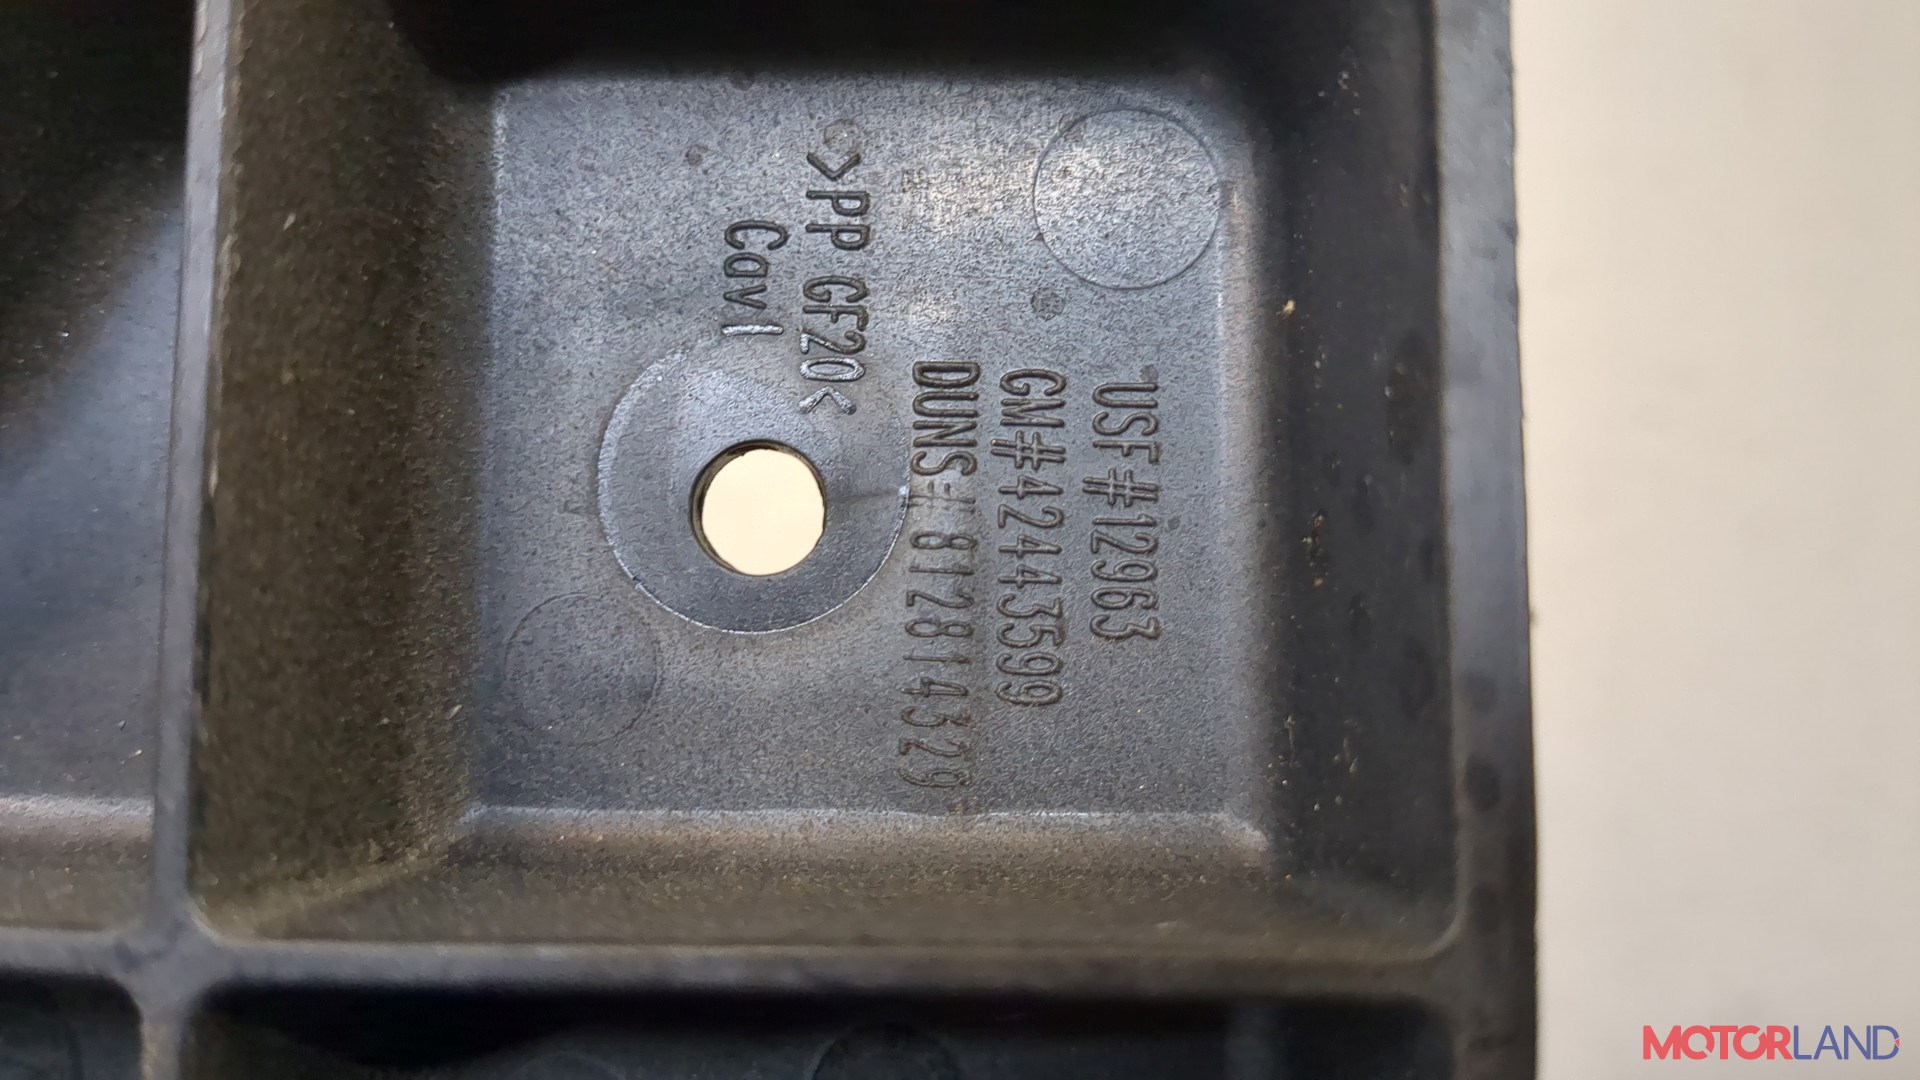 USF#12963
GM#42443599
DUNS#812814329
>PP GF20<
Cav1
MOTORLAND